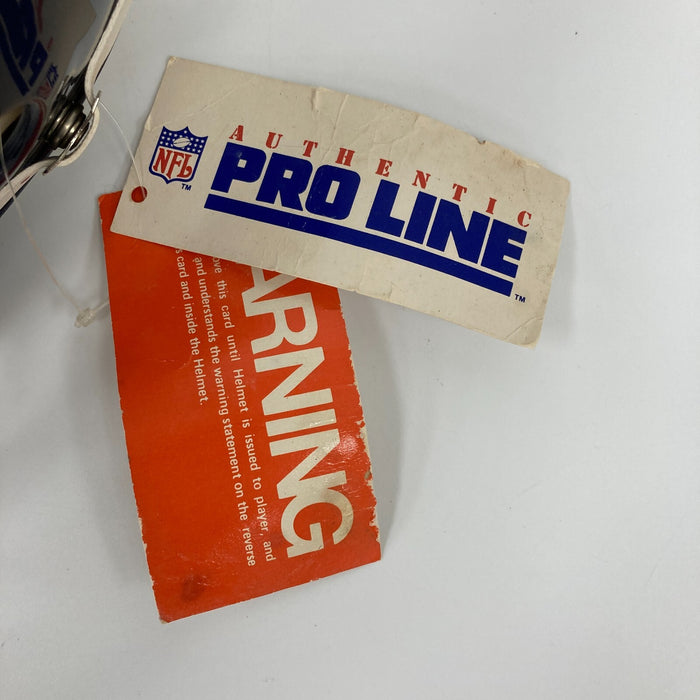 NFL
TM
AUTHENTIC
PRO LINE
TM
ARNING
ove this card until Helmet is issued to player, and
and understands the warning statement on the reverse
s card and inside the Helmet.